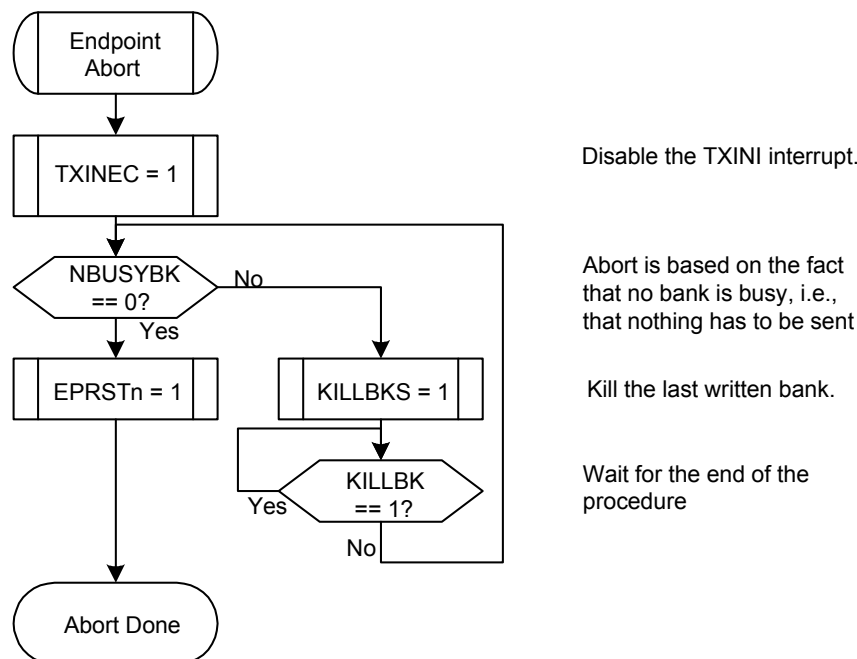 Endpoint
Abort
TXINEC = 1
Disable the TXINI interrupt.
NBUSYBK
== 0?
No
Yes
Abort is based on the fact
that no bank is busy, i.e.,
that nothing has to be sent
EPRSTn = 1
KILLBKS = 1
Kill the last written bank.
KILLBK
== 1?
Yes
No
Wait for the end of the
procedure
Abort Done